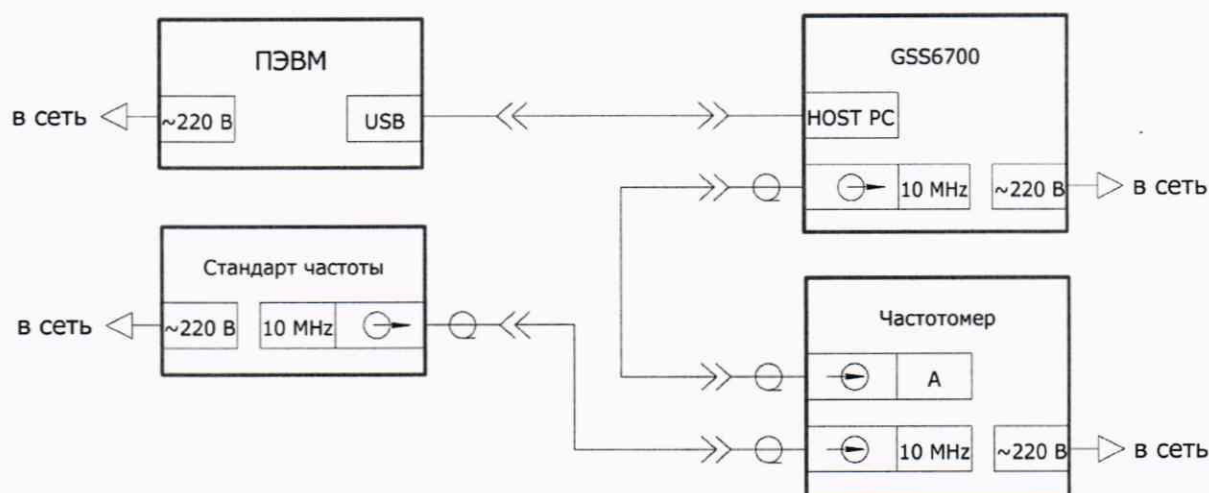 ПЭВМ
в сеть
~220 В
USB
GSS6700
HOST PC
10 MHz
~220 В
в сеть
Стандарт частоты
в сеть
~220 В
10 MHz
Частотомер
A
10 MHz
~220 В
в сеть